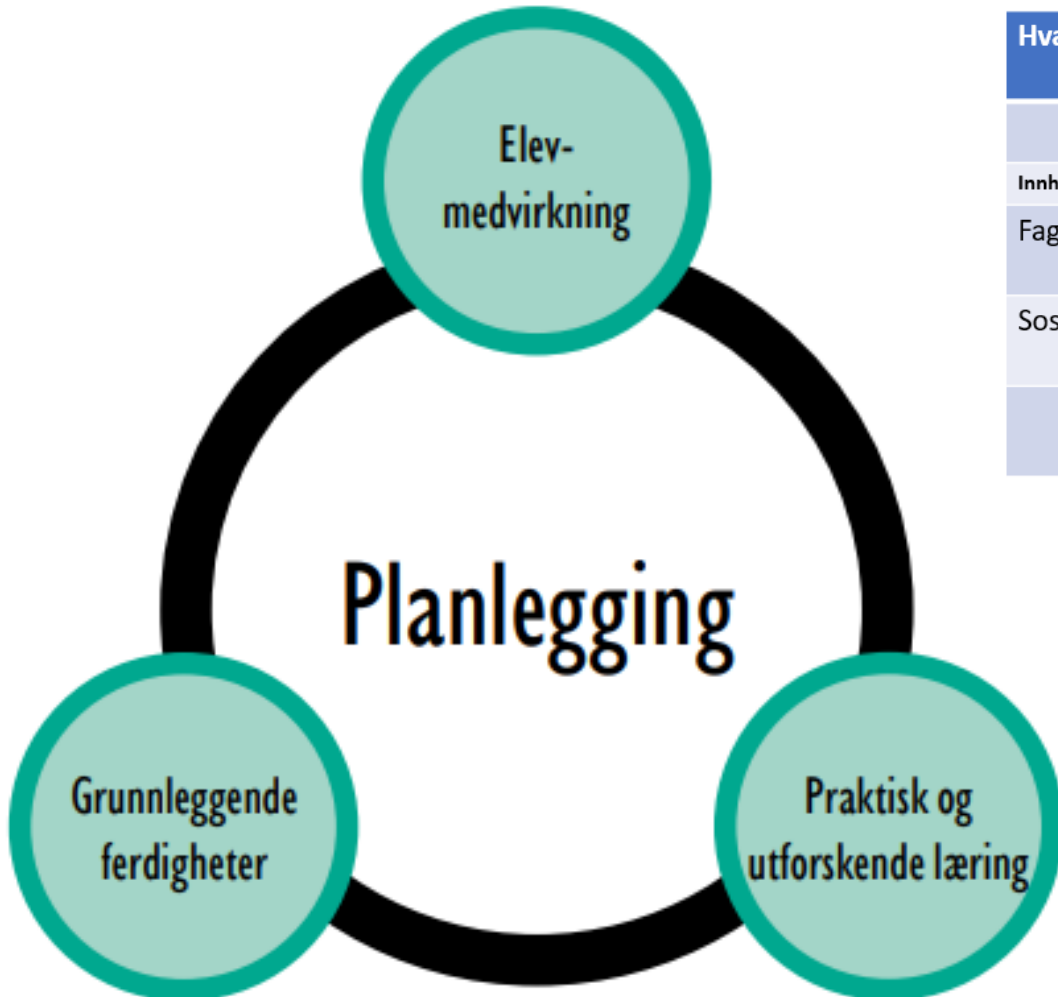 Elev-
medvirkning
Planlegging
Grunnleggende
ferdigheter
Praktisk og
utforskende læring